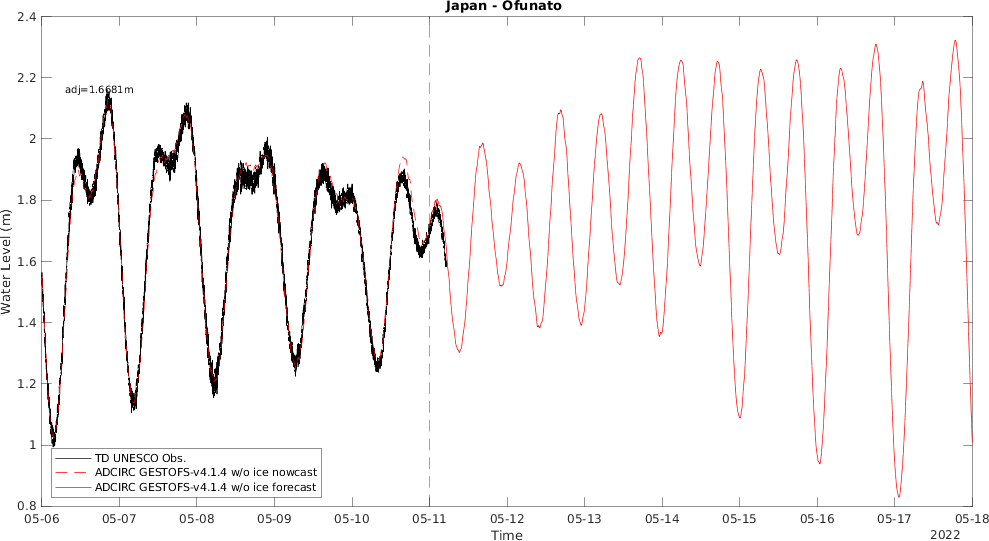 Japan - Ofunato
2.4
2.2
2
1.8
1.6
1.4
1.2
1
0.8
Water Level (m)
adj=1.6681m
TD UNESCO Obs.
ADCIRC GESTOFS-v4.1.4 w/o ice nowcast
ADCIRC GESTOFS-v4.1.4 w/o ice forecast
05-06 05-07 05-08 05-09 05-10 05-11 05-12 05-13 05-14 05-15 05-16 05-17 05-18
Time
2022